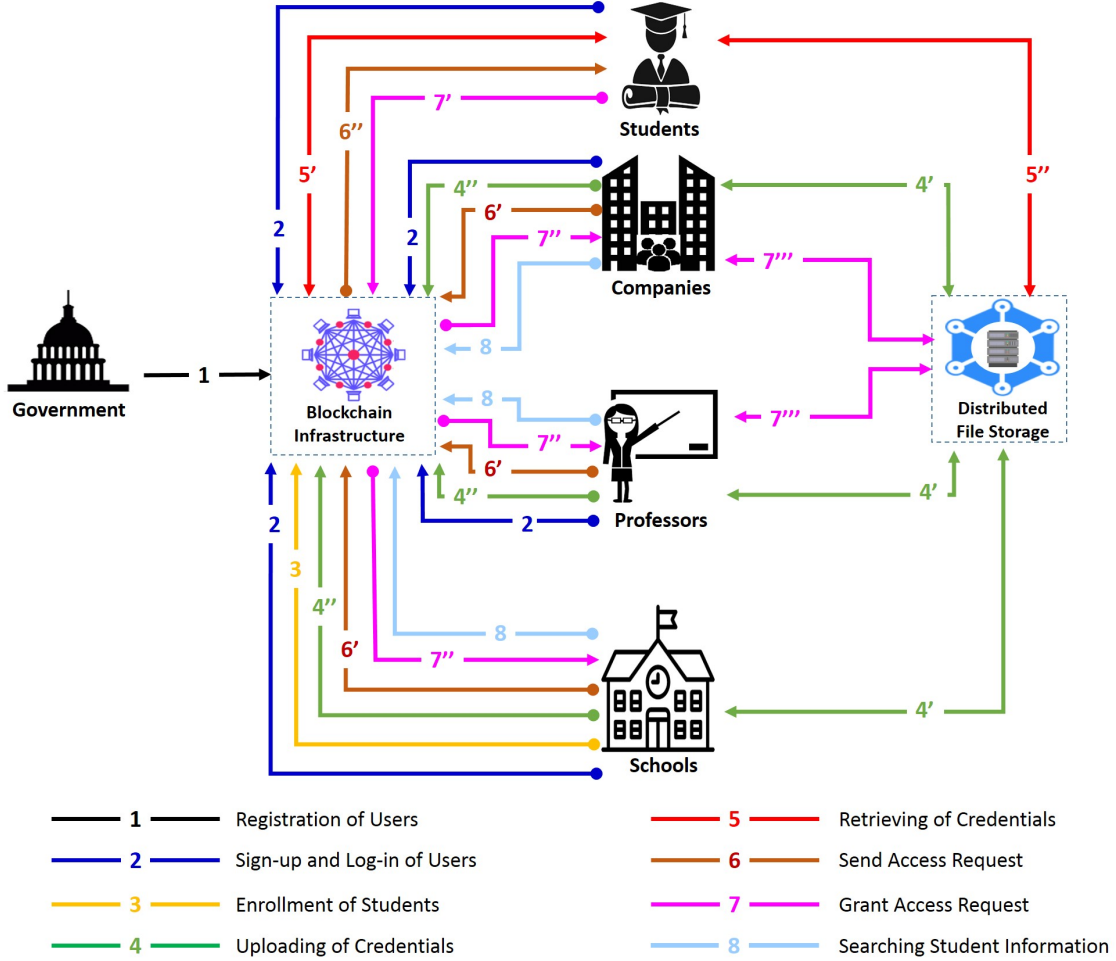 Students
Companies
Government
Blockchain
Infrastructure
Distributed
File Storage
Professors
Schools
2
5'
6''
7'
2
4''
6'
7''
8
4'
5''
7'''
1
8
7''
6'
4''
2
7'''
4'
2
3
4''
6'
8
7''
4'
1 Registration of Users
2 Sign-up and Log-in of Users
3 Enrollment of Students
4 Uploading of Credentials
5 Retrieving of Credentials
6 Send Access Request
7 Grant Access Request
8 Searching Student Information